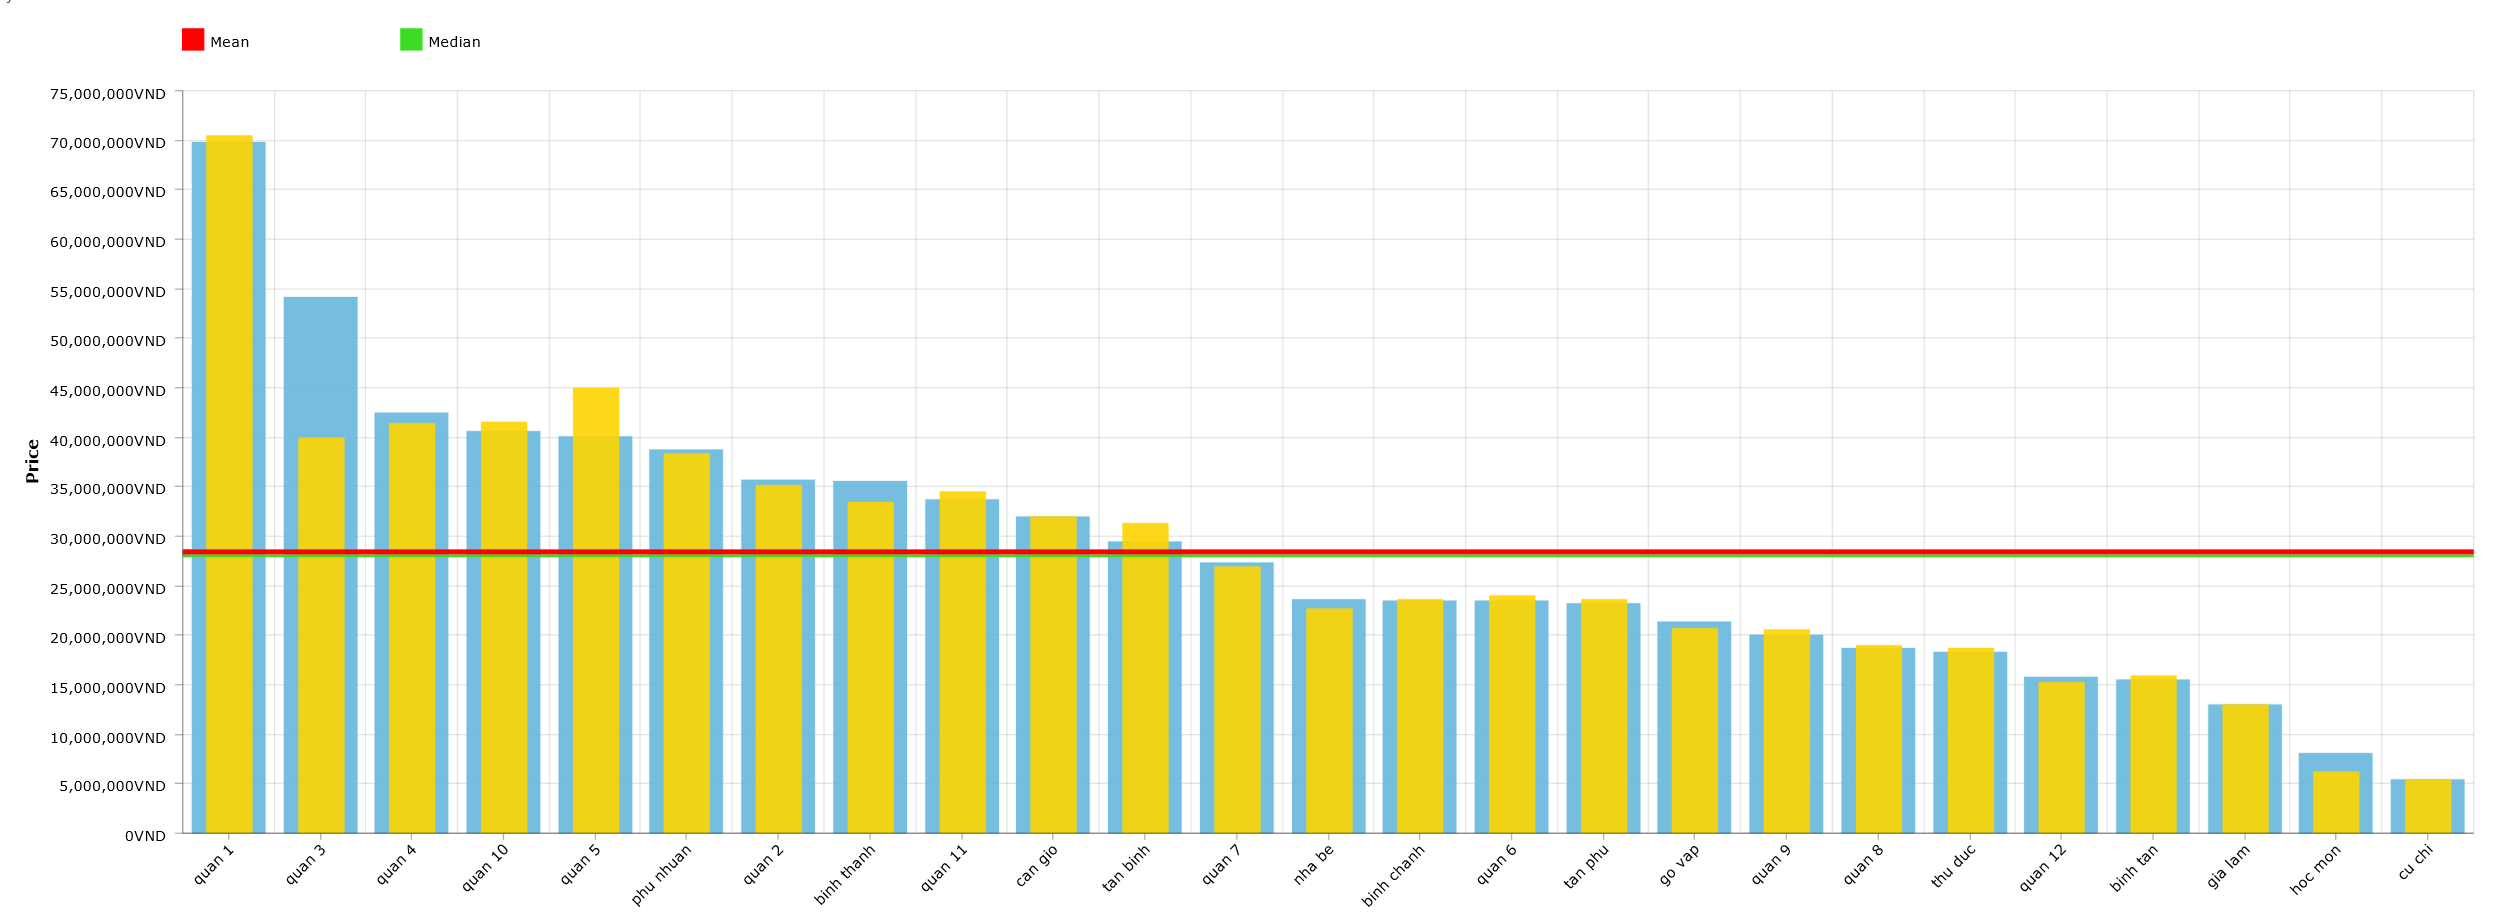 Mean
Median
75,000,000VND
70,000,000VND
65,000,000VND
60,000,000VND
55,000,000VND
50,000,000VND
45,000,000VND
40,000,000VND
35,000,000VND
30,000,000VND
25,000,000VND
20,000,000VND
15,000,000VND
10,000,000VND
5,000,000VND
0VND
Price
quan 1
quan 3
quan 4
quan 10
quan 5
phu nhuan
quan 2
binh thanh
quan 11
can gio
tan binh
quan 7
nha be
binh chanh
quan 6
tan phu
go vap
quan 9
quan 8
thu duc
quan 12
binh tan
gia lam
hoc mon
cu chi